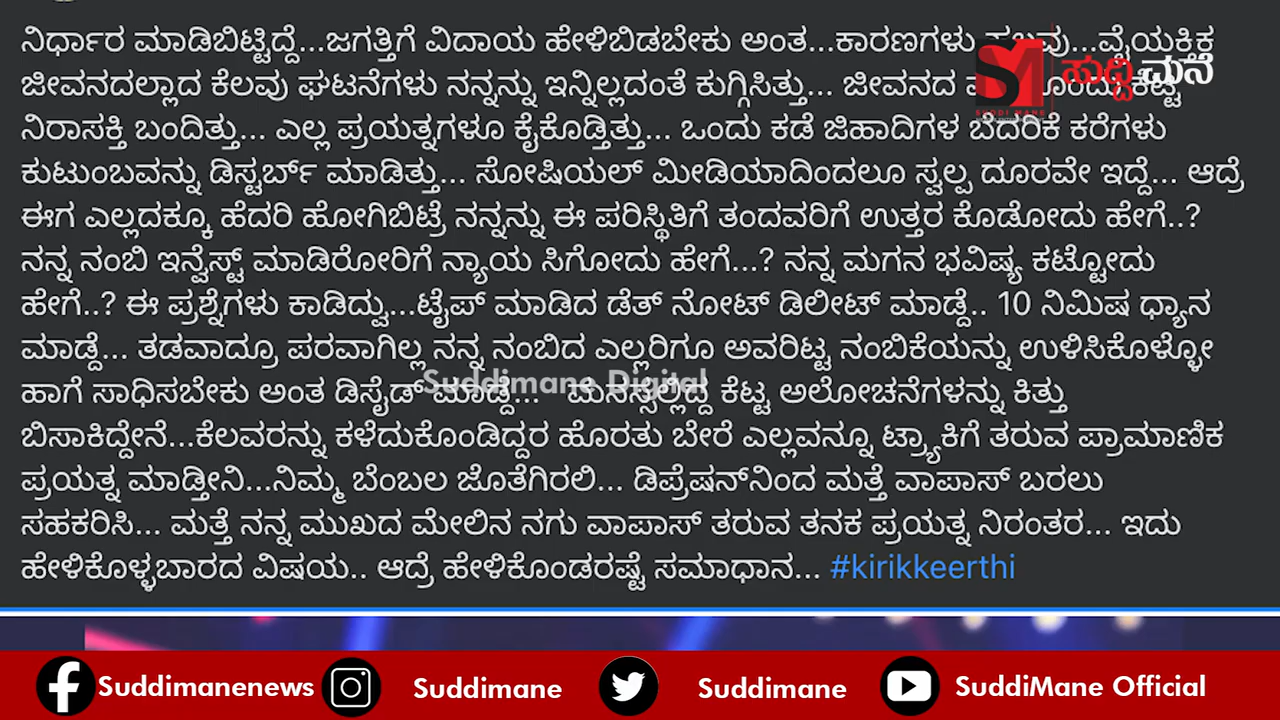 ನಿರ್ಧಾರ ಮಾಡಿಬಿಟ್ಟಿದ್ದೆ...ಜಗತ್ತಿಗೆ ವಿದಾಯ ಹೇಳಿಬಿಡಬೇಕು ಅಂತ...ಕಾರಣಗಳು ಹಲವು...ವೈಯಕ್ತಿಕ
ಸುದ್ದಿ ಮನೆ
SUDDI MANE
ಜೀವನದಲ್ಲಾದ ಕೆಲವು ಘಟನೆಗಳು ನನ್ನನ್ನು ಇನ್ನಿಲ್ಲದಂತೆ ಕುಗ್ಗಿಸಿತ್ತು... ಜೀವನದ
ನಿರಾಸಕ್ತಿ ಬಂದಿತ್ತು... ಎಲ್ಲ ಪ್ರಯತ್ನಗಳೂ ಕೈಕೊಡ್ತಿತ್ತು... ಒಂದು ಕಡೆ ಜಿಹಾದಿಗಳ ಬೆದರಿಕೆ ಕರೆಗಳು
ಕುಟುಂಬವನ್ನು ಡಿಸ್ಟರ್ಬ್ ಮಾಡಿತ್ತು... ಸೋಷಿಯಲ್ ಮೀಡಿಯಾದಿಂದಲೂ ಸ್ವಲ್ಪ ದೂರವೇ ಇದ್ದೆ... ಆದ್ರೆ
ಈಗ ಎಲ್ಲದಕ್ಕೂ ಹೆದರಿ ಹೋಗಿಬಿಟ್ರೆ ನನ್ನನ್ನು ಈ ಪರಿಸ್ಥಿತಿಗೆ ತಂದವರಿಗೆ ಉತ್ತರ ಕೊಡೋದು ಹೇಗೆ..?
ನನ್ನ ನಂಬಿ ಇನ್ವೆಸ್ಟ್ ಮಾಡಿರೋರಿಗೆ ನ್ಯಾಯ ಸಿಗೋದು ಹೇಗೆ...? ನನ್ನ ಮಗನ ಭವಿಷ್ಯ ಕಟ್ಟೋದು
ಹೇಗೆ..? ಈ ಪ್ರಶ್ನೆಗಳು ಕಾಡಿದ್ವು...ಟೈಪ್ ಮಾಡಿದ ಡೆತ್ ನೋಟ್ ಡಿಲೀಟ್ ಮಾಡ್ದೆ.. 10 ನಿಮಿಷ ಧ್ಯಾನ
ಮಾಡ್ದೆ... ತಡವಾದ್ರೂ ಪರವಾಗಿಲ್ಲ ನನ್ನ ನಂಬಿದ ಎಲ್ಲರಿಗೂ ಅವರಿಟ್ಟ ನಂಬಿಕೆಯನ್ನು ಉಳಿಸಿಕೊಳ್ಳೋ
Suddimane Digital
ಹಾಗೆ ಸಾಧಿಸಬೇಕು ಅಂತ ಡಿಸೈಡ್ ಮಾಡ್ದೆ... ಮನಸ್ಸಲ್ಲಿದ್ದ ಕೆಟ್ಟ ಅಲೋಚನೆಗಳನ್ನು ಕಿತ್ತು
ಬಿಸಾಕಿದ್ದೇನೆ...ಕೆಲವರನ್ನು ಕಳೆದುಕೊಂಡಿದ್ದರ ಹೊರತು ಬೇರೆ ಎಲ್ಲವನ್ನೂ ಟ್ರ್ಯಾಕಿಗೆ ತರುವ ಪ್ರಾಮಾಣಿಕ
ಪ್ರಯತ್ನ ಮಾಡ್ತೀನಿ...ನಿಮ್ಮ ಬೆಂಬಲ ಜೊತೆಗಿರಲಿ... ಡಿಪ್ರೆಷನ್‌ನಿಂದ ಮತ್ತೆ ವಾಪಾಸ್ ಬರಲು
ಸಹಕರಿಸಿ... ಮತ್ತೆ ನನ್ನ ಮುಖದ ಮೇಲಿನ ನಗು ವಾಪಾಸ್ ತರುವ ತನಕ ಪ್ರಯತ್ನ ನಿರಂತರ... ಇದು
ಹೇಳಿಕೊಳ್ಳಬಾರದ ವಿಷಯ.. ಆದ್ರೆ ಹೇಳಿಕೊಂಡರಷ್ಟೆ ಸಮಾಧಾನ... #kirikkeerthi
Suddimanenews Suddimane Suddimane SuddiMane Official